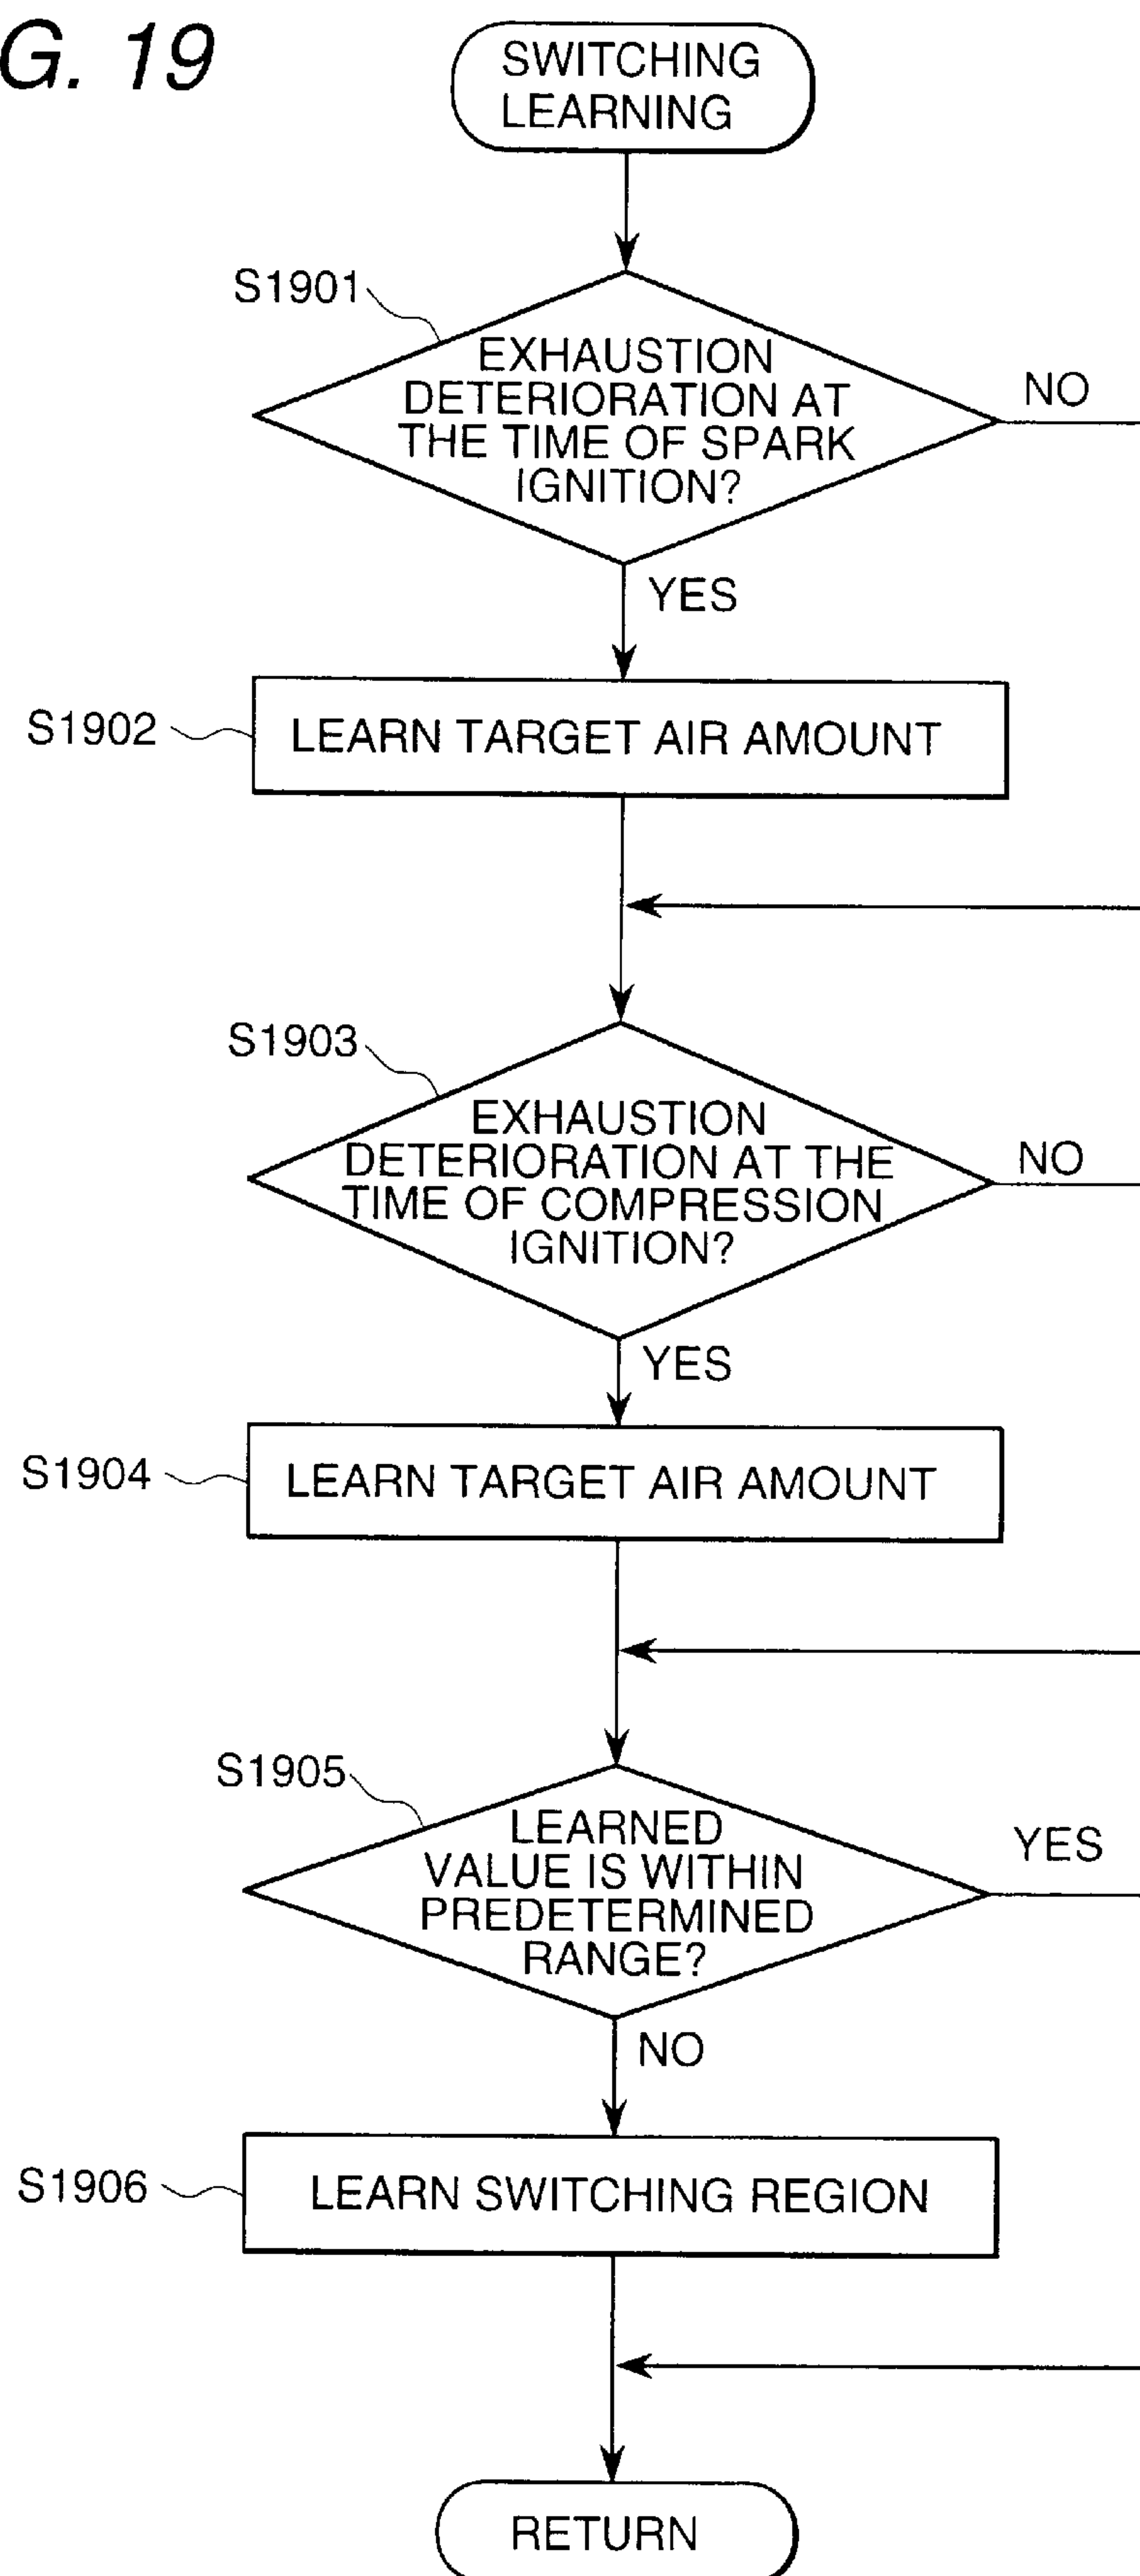 G. 19
SWITCHING
LEARNING
S1901
EXHAUSTION
DETERIORATION AT
THE TIME OF SPARK
IGNITION?
NO
YES
S1902
LEARN TARGET AIR AMOUNT
S1903
EXHAUSTION
DETERIORATION AT THE
TIME OF COMPRESSION
IGNITION?
NO
YES
S1904
LEARN TARGET AIR AMOUNT
S1905
LEARNED
VALUE IS WITHIN
PREDETERMINED
RANGE?
YES
NO
S1906
LEARN SWITCHING REGION
RETURN